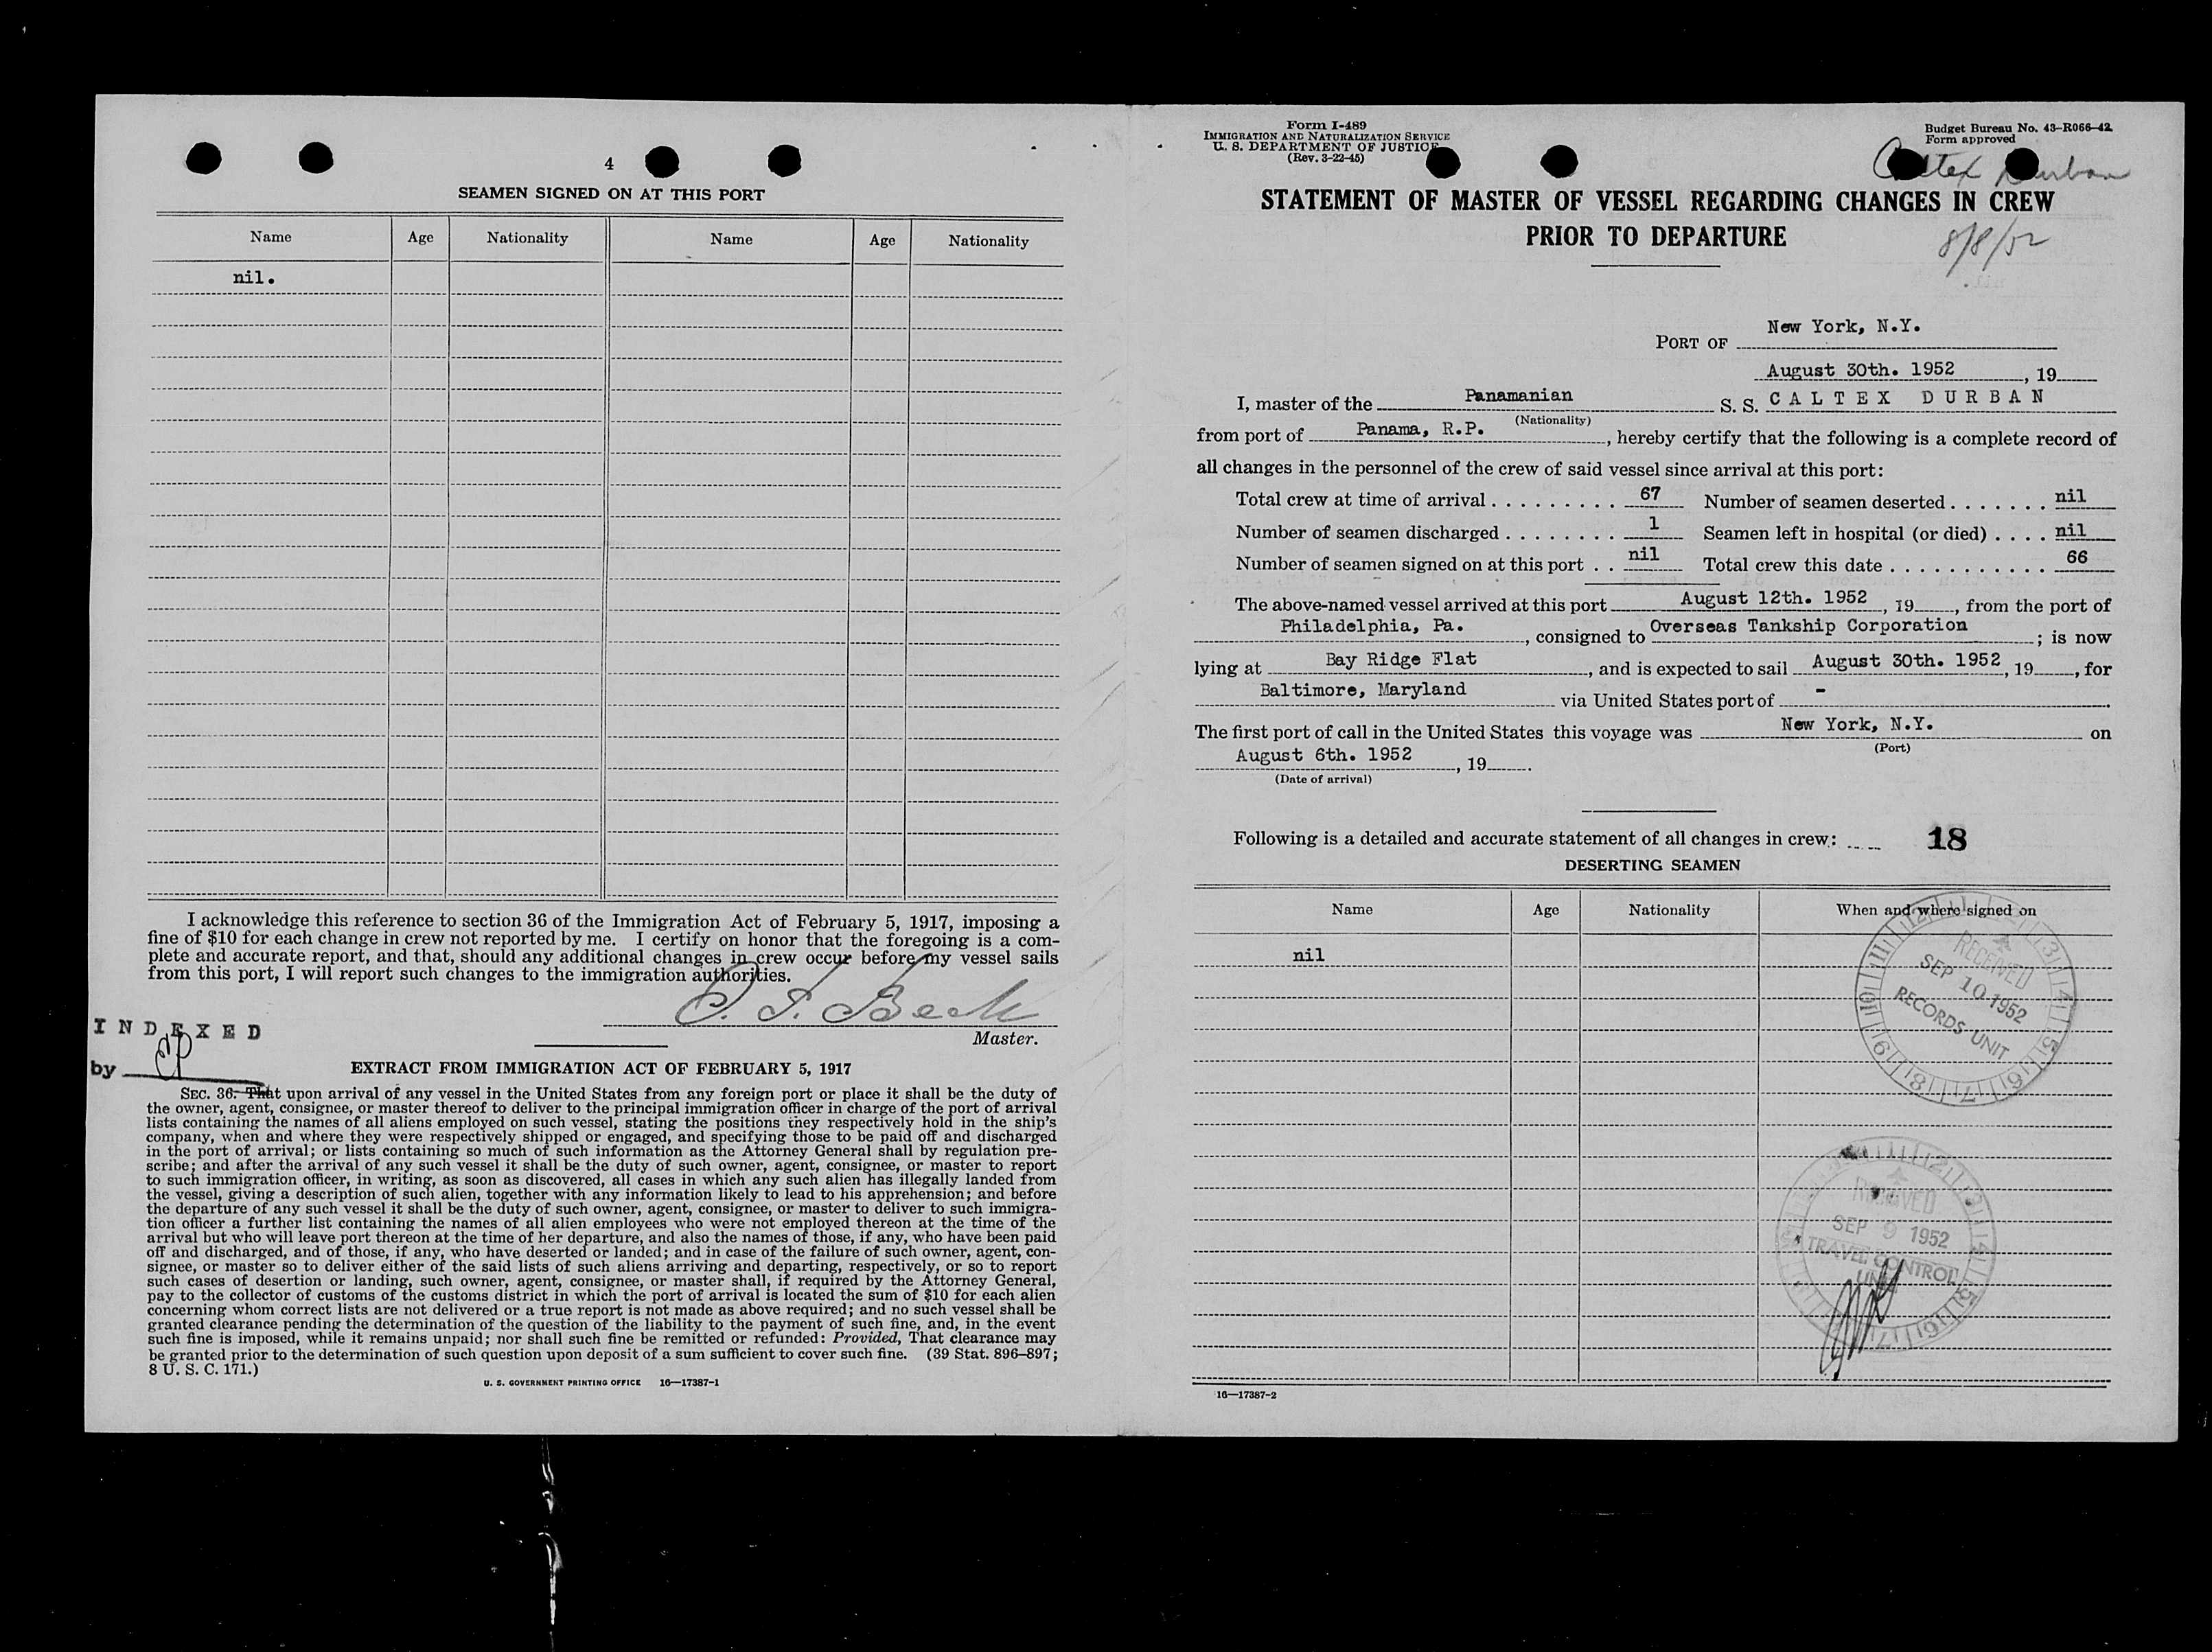 4
SEAMEN SIGNED ON AT THIS PORT
Name Age Nationality Name Age Nationality
nil.
I acknowledge this reference to section 36 of the Immigration Act of February 5, 1917, imposing a
fine of $10 for each change in crew not reported by me. I certify on honor that the foregoing is a com-
plete and accurate report, and that, should any additional changes in crew occur before my vessel sails
from this port, I will report such changes to the immigration authorities.
Beck
Master.
INDEXED
by
EXTRACT FROM IMMIGRATION ACT OF FEBRUARY 5, 1917
SEC. 36. That upon arrival of any vessel in the United States from any foreign port or place it shall be the duty of
the owner, agent, consignee, or master thereof to deliver to the principal immigration officer in charge of the port of arrival
lists containing the names of all aliens employed on such vessel, stating the positions they respectively hold in the ship's
company, when and where they were respectively shipped or engaged, and specifying those to be paid off and discharged
in the port of arrival; or lists containing so much of such information as the Attorney General shall by regulation pre-
scribe; and after the arrival of any such vessel it shall be the duty of such owner, agent, consignee, or master to report
to such immigration officer, in writing, as soon as discovered, all cases in which any such alien has illegally landed from
the vessel, giving a description of such alien, together with any information likely to lead to his apprehension; and before
the departure of any such vessel it shall be the duty of such owner, agent, consignee, or master to deliver to such immigra-
tion officer a further list containing the names of all alien employees who were not employed thereon at the time of the
arrival but who will leave port thereon at the time of her departure, and also the names of those, if any, who have been paid
off and discharged, and of those, if any, who have deserted or landed; and in case of the failure of such owner, agent, con-
signee, or master so to deliver either of the said lists of such aliens arriving and departing, respectively, or so to report
such cases of desertion or landing, such owner, agent, consignee, or master shall, if required by the Attorney General,
pay to the collector of customs of the customs district in which the port of arrival is located the sum of $10 for each alien
concerning whom correct lists are not delivered or a true report is not made as above required; and no such vessel shall be
granted clearance pending the determination of the question of the liability to the payment of such fine, and, in the event
such fine is imposed, while it remains unpaid; nor shall such fine be remitted or refunded: Provided, That clearance may
be granted prior to the determination of such question upon deposit of a sum sufficient to cover such fine. (39 Stat. 896–897;
8 U. S. C. 171.)
U. S. GOVERNMENT PRINTING OFFICE 16—17387-1
Form I-489
IMMIGRATION AND NATURALIZATION SERVICE
U. S. DEPARTMENT OF JUSTICE
(Rev. 3-22-45)
Budget Bureau No. 43-R066-42
Form approved
Caltex Durban
STATEMENT OF MASTER OF VESSEL REGARDING CHANGES IN CREW
PRIOR TO DEPARTURE
8/8/52
PORT OF New York, N.Y.
August 30th. 1952, 19
I, master of the Panamanian S. S. CALTEX DURBAN
(Nationality)
from port of Panama, R.P., hereby certify that the following is a complete record of
all changes in the personnel of the crew of said vessel since arrival at this port:
Total crew at time of arrival . . . . . . . . . 67 Number of seamen deserted . . . . . . . nil
Number of seamen discharged . . . . . . . . 1 Seamen left in hospital (or died) . . . . nil
Number of seamen signed on at this port . . nil Total crew this date . . . . . . . . . . . 66
The above-named vessel arrived at this port August 12th. 1952, 19, from the port of
Philadelphia, Pa., consigned to Overseas Tankship Corporation; is now
lying at Bay Ridge Flat, and is expected to sail August 30th. 1952, 19, for
Baltimore, Maryland via United States port of -.
The first port of call in the United States this voyage was New York, N.Y. on
(Port)
August 6th. 1952, 19.
(Date of arrival)
Following is a detailed and accurate statement of all changes in crew: 18
DESERTING SEAMEN
Name Age Nationality When and where signed on
nil
RECEIVED
SEP 10 1952
RECORDS UNIT
RECEIVED
SEP 9 1952
TRAVEL CONTROL
UNIT
16—17387-2